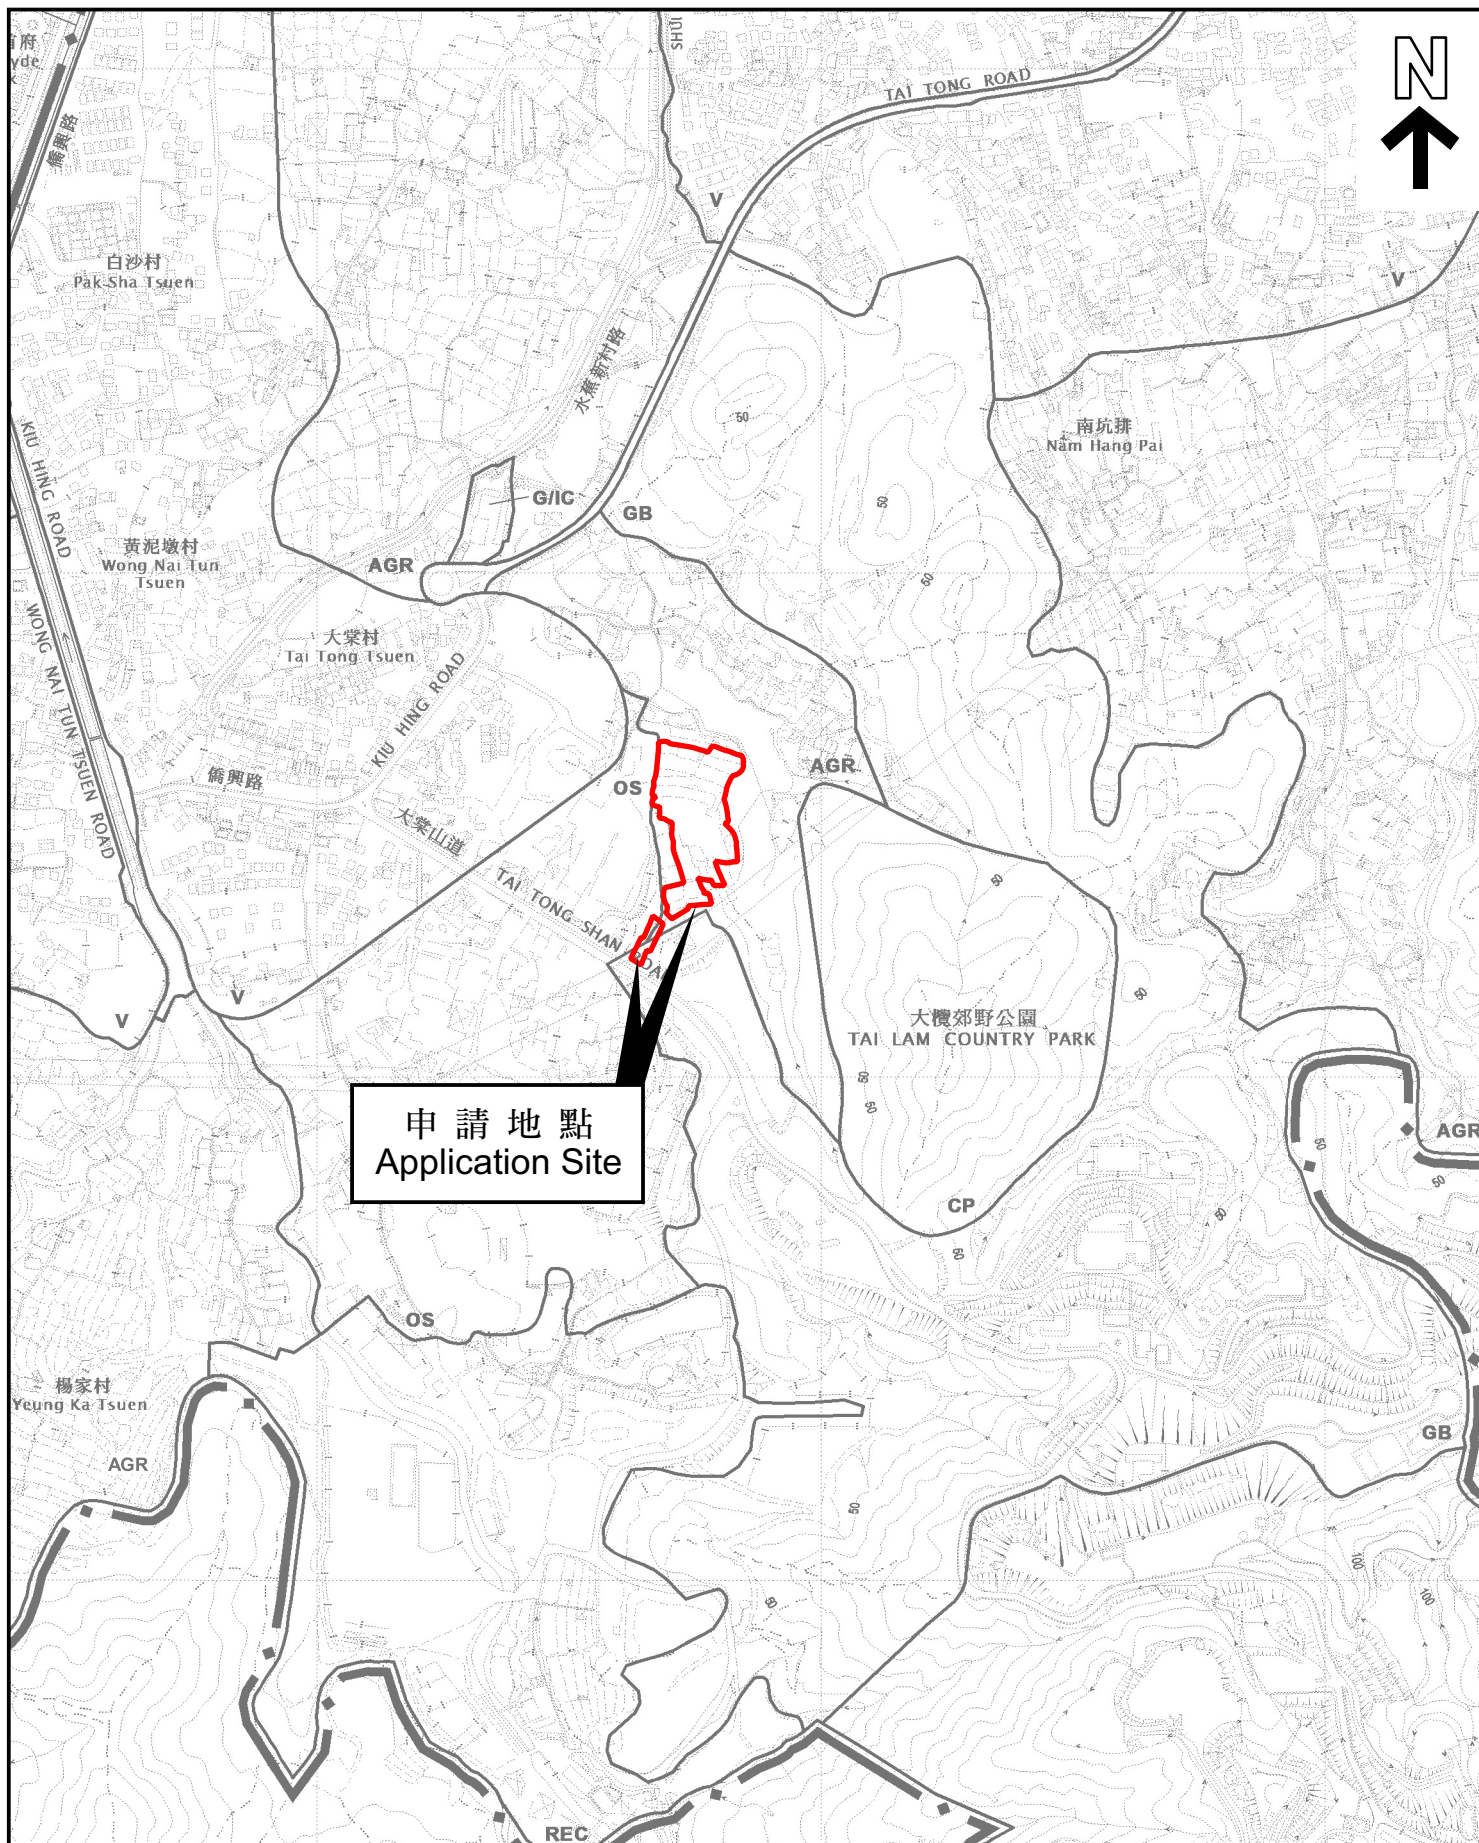 N
TAI TONG ROAD
僑興路
V
V
白沙村
Pak Sha Tsuen
水蕉新村路
KIU HING ROAD
50
南坑排
Nam Hang Pai
50
G/IC
GB
黃泥墩村
Wong Nai Tun
Tsuen
AGR
50
WONG NAI TUN TSUEN ROAD
大棠村
Tai Tong Tsuen
KIU HING ROAD
僑興路
OS
AGR
大棠山道
TAI TONG SHAN ROAD
50
V
V
50
大欖郊野公園
TAI LAM COUNTRY PARK
50
50
申請地點
Application Site
AGR
50
50
50
CP
50
OS
楊家村
Yeung Ka Tsuen
AGR
GB
50
100
100
50
REC